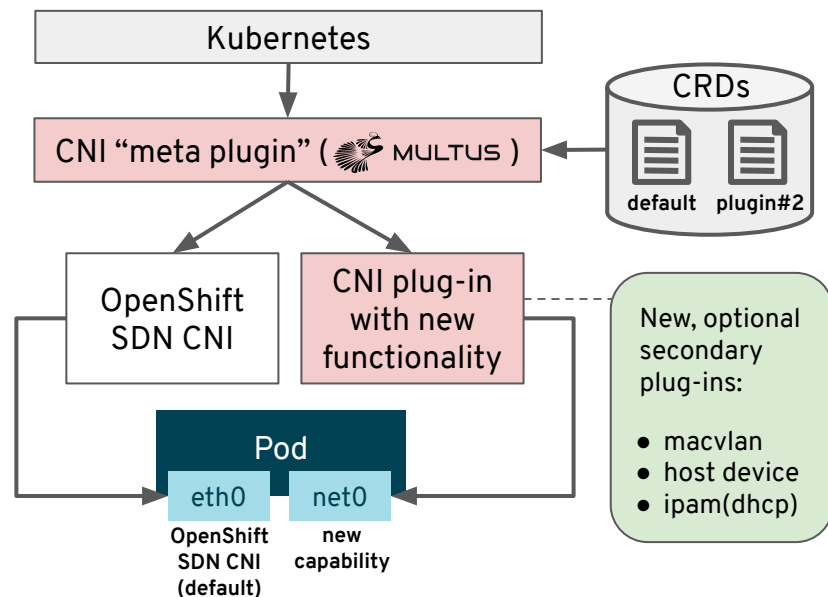 Kubernetes
CNI “meta plugin” ( MULTUS )
CRDs
default
plugin#2
OpenShift
SDN CNI
CNI plug-in
with new
functionality
New, optional
secondary
plug-ins:
● macvlan
● host device
● ipam(dhcp)
Pod
eth0
net0
OpenShift
SDN CNI
(default)
new
capability